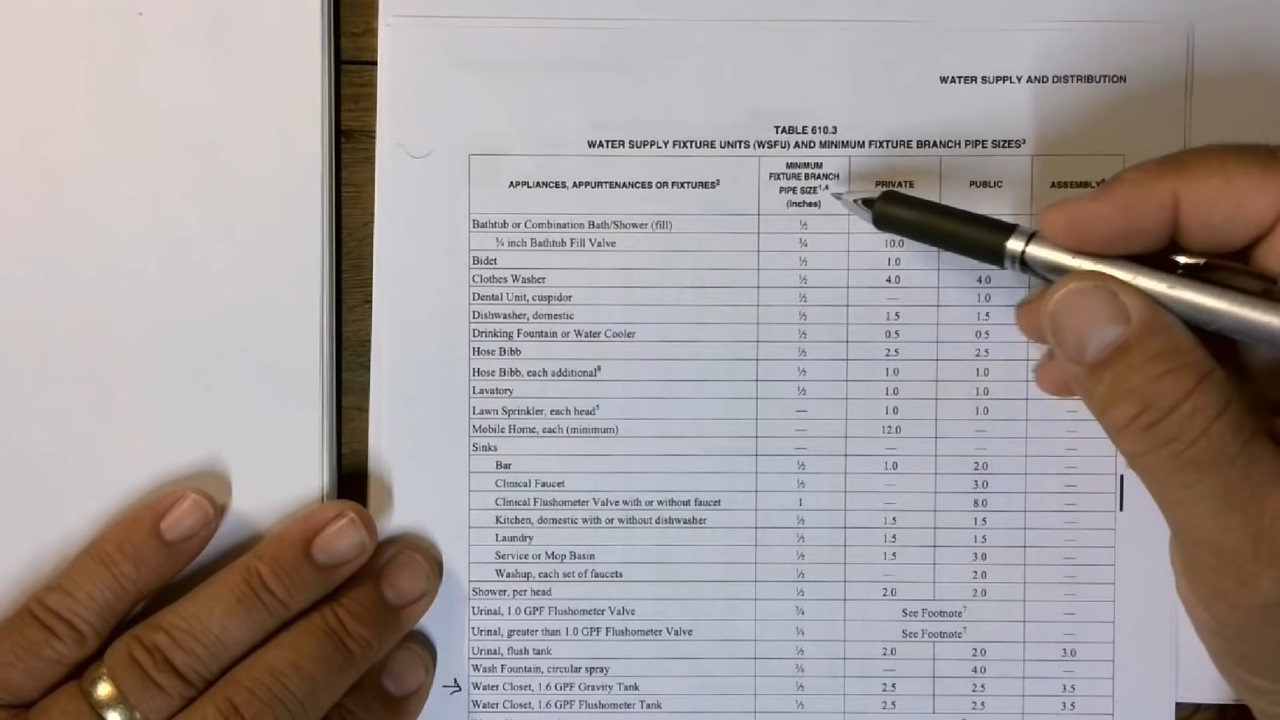 WATER SUPPLY AND DISTRIBUTION
TABLE 610.3
WATER SUPPLY FIXTURE UNITS (WSFU) AND MINIMUM FIXTURE BRANCH PIPE SIZES³
APPLIANCES, APPURTENANCES OR FIXTURES² MINIMUM FIXTURE BRANCH PIPE SIZE¹,⁴ (inches) PRIVATE PUBLIC ASSEMBLY
Bathtub or Combination Bath/Shower (fill) ½
¾ inch Bathtub Fill Valve ¾ 10.0
Bidet ½ 1.0
Clothes Washer ½ 4.0 4.0
Dental Unit, cuspidor ½ — 1.0
Dishwasher, domestic ½ 1.5 1.5
Drinking Fountain or Water Cooler ½ 0.5 0.5
Hose Bibb ½ 2.5 2.5
Hose Bibb, each additional⁸ ½ 1.0 1.0
Lavatory ½ 1.0 1.0
Lawn Sprinkler, each head⁵ — 1.0 1.0 —
Mobile Home, each (minimum) — 12.0 — —
Sinks — — — —
Bar ½ 1.0 2.0 —
Clinical Faucet ½ — 3.0 —
Clinical Flushometer Valve with or without faucet 1 — 8.0 —
Kitchen, domestic with or without dishwasher ½ 1.5 1.5 —
Laundry ½ 1.5 1.5 —
Service or Mop Basin ½ 1.5 3.0 —
Washup, each set of faucets ½ — 2.0 —
Shower, per head ½ 2.0 2.0 —
Urinal, 1.0 GPF Flushometer Valve ¾ See Footnote⁷ —
Urinal, greater than 1.0 GPF Flushometer Valve ¾ See Footnote⁷ —
Urinal, flush tank ½ 2.0 2.0 3.0
Wash Fountain, circular spray ¾ — 4.0 —
Water Closet, 1.6 GPF Gravity Tank ½ 2.5 2.5 3.5
Water Closet, 1.6 GPF Flushometer Tank ½ 2.5 2.5 3.5